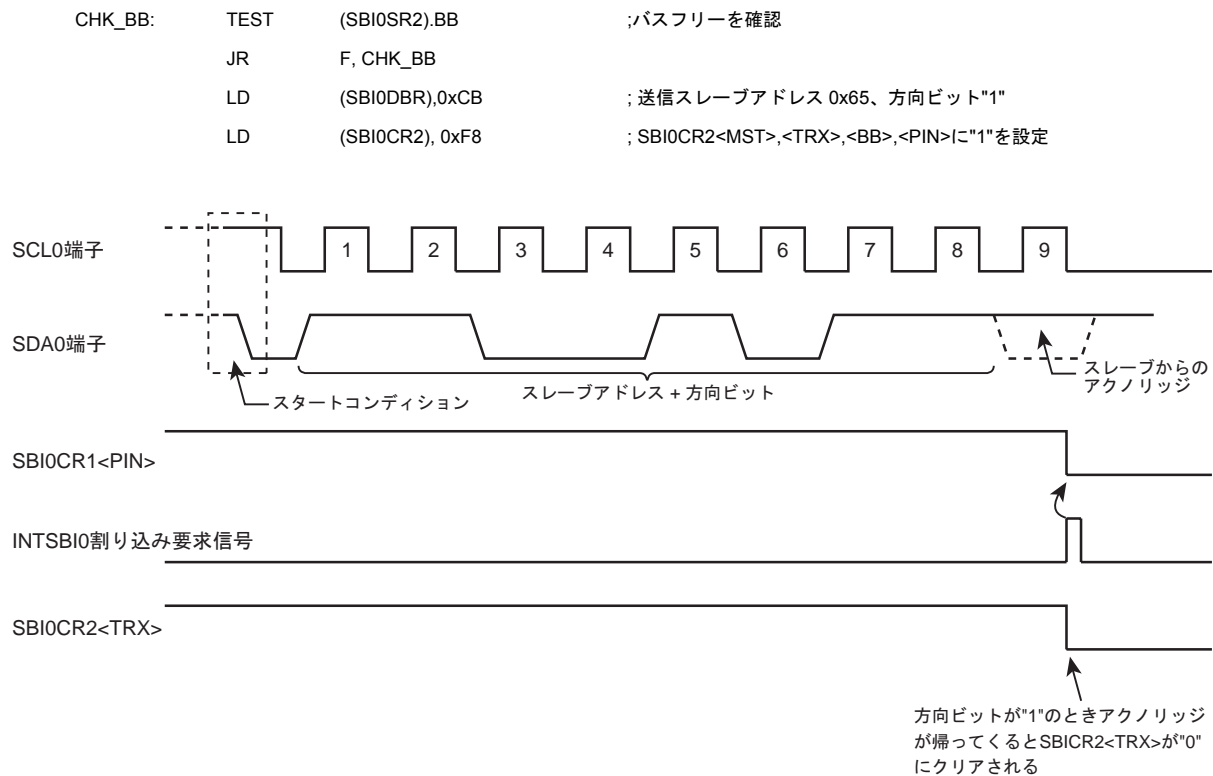 CHK_BB: TEST (SBI0SR2).BB ;バスフリーを確認
JR F, CHK_BB
LD (SBI0DBR),0xCB ; 送信スレーブアドレス 0x65、方向ビット"1"
LD (SBI0CR2), 0xF8 ; SBI0CR2<MST>,<TRX>,<BB>,<PIN>に"1"を設定
SCL0端子
1 2 3 4 5 6 7 8 9
SDA0端子
スタートコンディション
スレーブアドレス + 方向ビット
スレーブからの
アクノリッジ
SBI0CR1<PIN>
INTSBI0割り込み要求信号
SBI0CR2<TRX>
方向ビットが"1"のときアクノリッジ
が帰ってくるとSBICR2<TRX>が"0"
にクリアされる